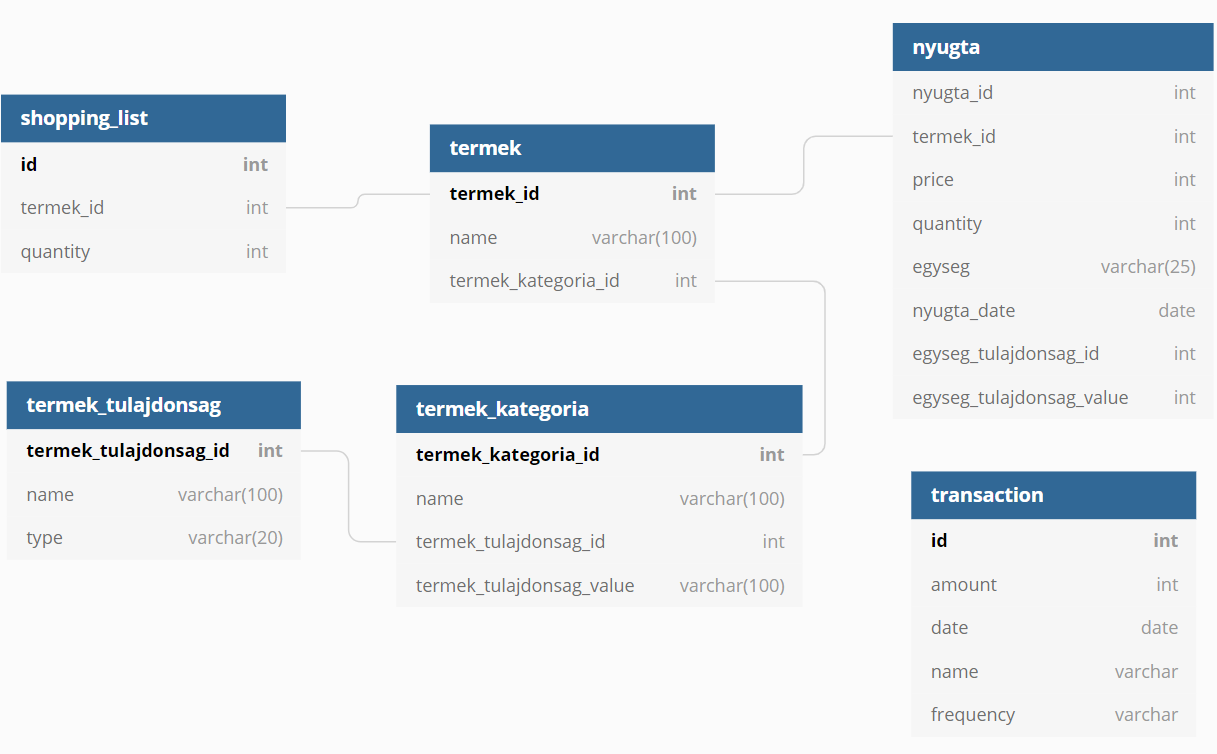 shopping_list
id int
termek_id int
quantity int
termek
termek_id int
name varchar(100)
termek_kategoria_id int
nyugta
nyugta_id int
termek_id int
price int
quantity int
egyseg varchar(25)
nyugta_date date
egyseg_tulajdonsag_id int
egyseg_tulajdonsag_value int
termek_tulajdonsag
termek_tulajdonsag_id int
name varchar(100)
type varchar(20)
termek_kategoria
termek_kategoria_id int
name varchar(100)
termek_tulajdonsag_id int
termek_tulajdonsag_value varchar(100)
transaction
id int
amount int
date date
name varchar
frequency varchar